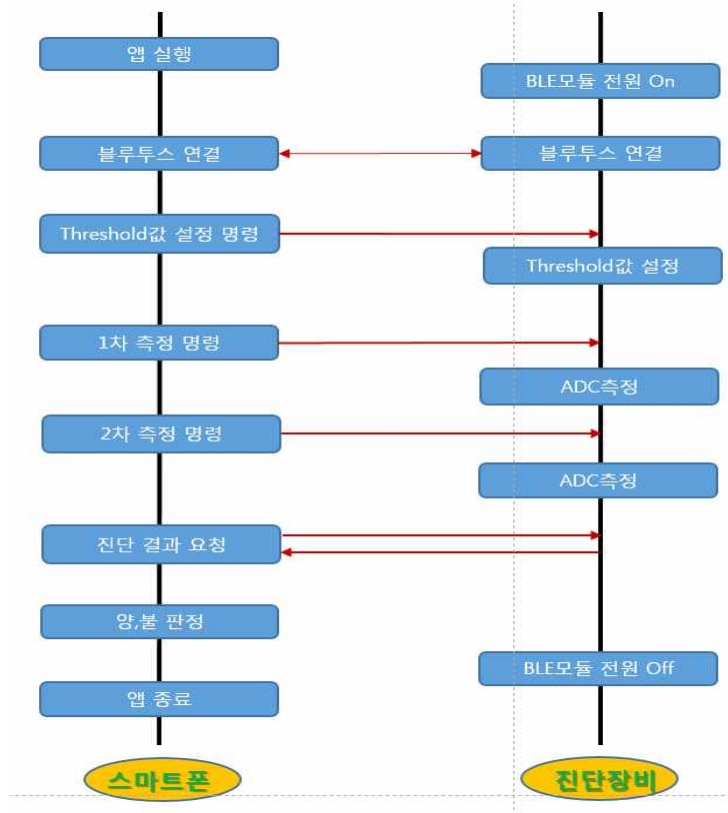 앱 실행
BLE모듈 전원 On
블루투스 연결
블루투스 연결
Threshold값 설정 명령
Threshold값 설정
1차 측정 명령
ADC측정
2차 측정 명령
ADC측정
진단 결과 요청
양,불 판정
BLE모듈 전원 Off
앱 종료
스마트폰
진단장비